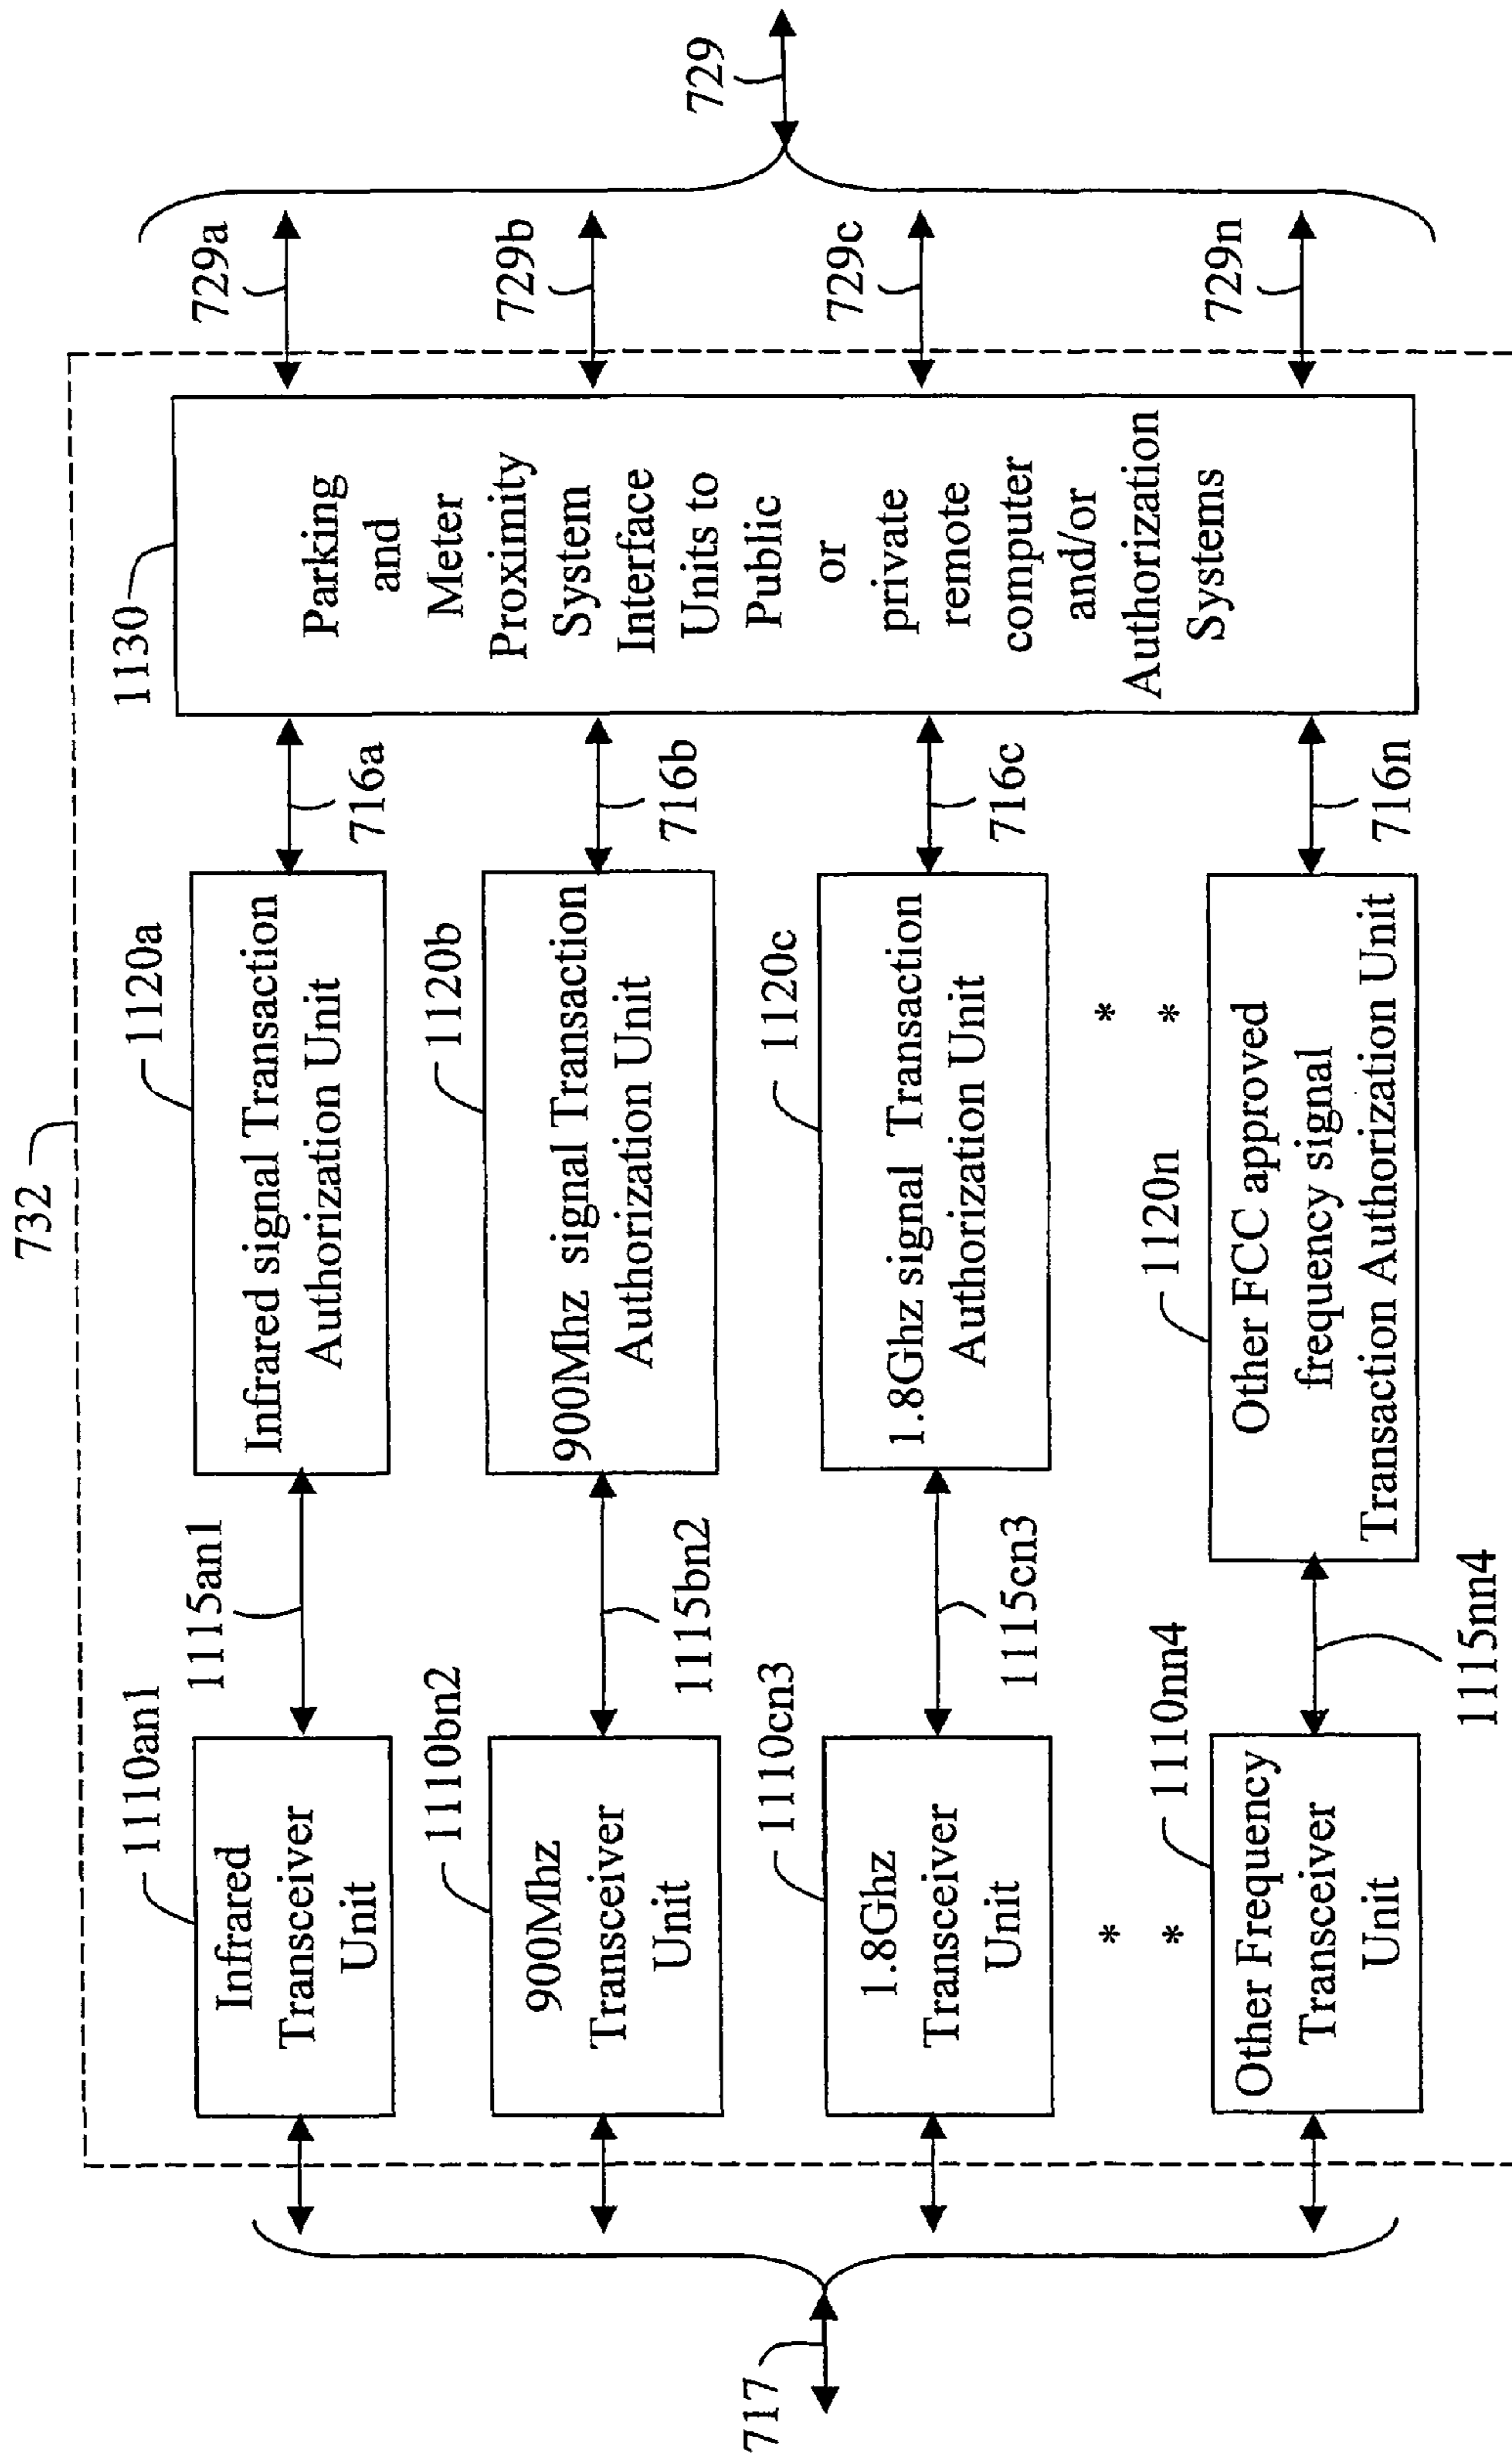 732
717
1110an1
Infrared
Transceiver
Unit
1115an1
1120a
Infrared signal Transaction
Authorization Unit
716a
1110bn2
900Mhz
Transceiver
Unit
1115bn2
1120b
900Mhz signal Transaction
Authorization Unit
716b
1110cn3
1.8Ghz
Transceiver
Unit
1115cn3
1120c
1.8Ghz signal Transaction
Authorization Unit
716c
*
*
*
*
1110nn4
Other Frequency
Transceiver
Unit
1115nn4
1120n
Other FCC approved
frequency signal
Transaction Authorization Unit
716n
1130
Parking
and
Meter
Proximity
System
Interface
Units to
Public
or
private
remote
computer
and/or
Authorization
Systems
729a
729b
729c
729n
729